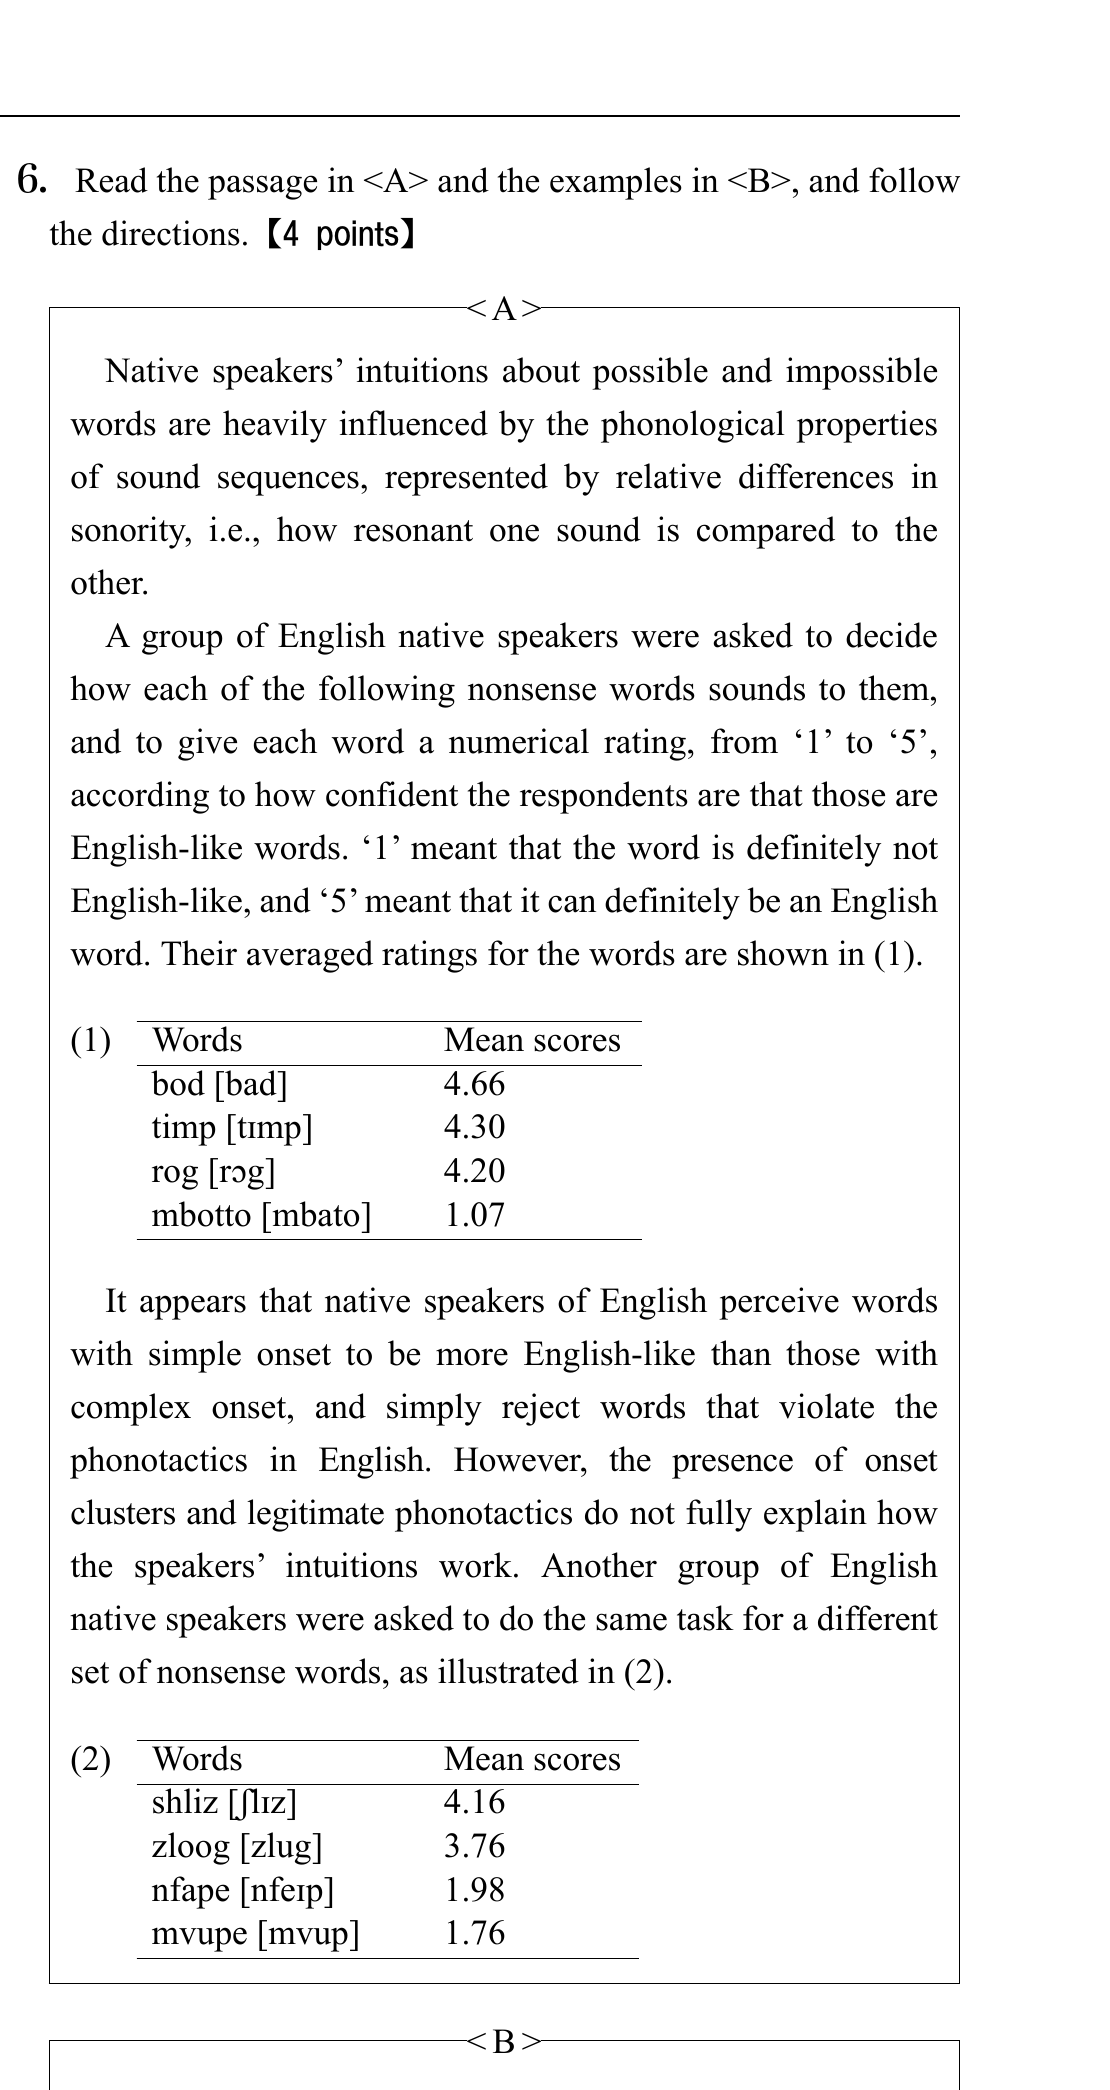 6. Read the passage in <A> and the examples in <B>, and follow
the directions.【4 points】
<A>
Native speakers’ intuitions about possible and impossible
words are heavily influenced by the phonological properties
of sound sequences, represented by relative differences in
sonority, i.e., how resonant one sound is compared to the
other.
A group of English native speakers were asked to decide
how each of the following nonsense words sounds to them,
and to give each word a numerical rating, from ‘1’ to ‘5’,
according to how confident the respondents are that those are
English-like words. ‘1’ meant that the word is definitely not
English-like, and ‘5’ meant that it can definitely be an English
word. Their averaged ratings for the words are shown in (1).
(1) Words Mean scores
bod [bad] 4.66
timp [tɪmp] 4.30
rog [rɔg] 4.20
mbotto [mbato] 1.07
It appears that native speakers of English perceive words
with simple onset to be more English-like than those with
complex onset, and simply reject words that violate the
phonotactics in English. However, the presence of onset
clusters and legitimate phonotactics do not fully explain how
the speakers’ intuitions work. Another group of English
native speakers were asked to do the same task for a different
set of nonsense words, as illustrated in (2).
(2) Words Mean scores
shliz [ʃlɪz] 4.16
zloog [zlug] 3.76
nfape [nfeɪp] 1.98
mvupe [mvup] 1.76
<B>